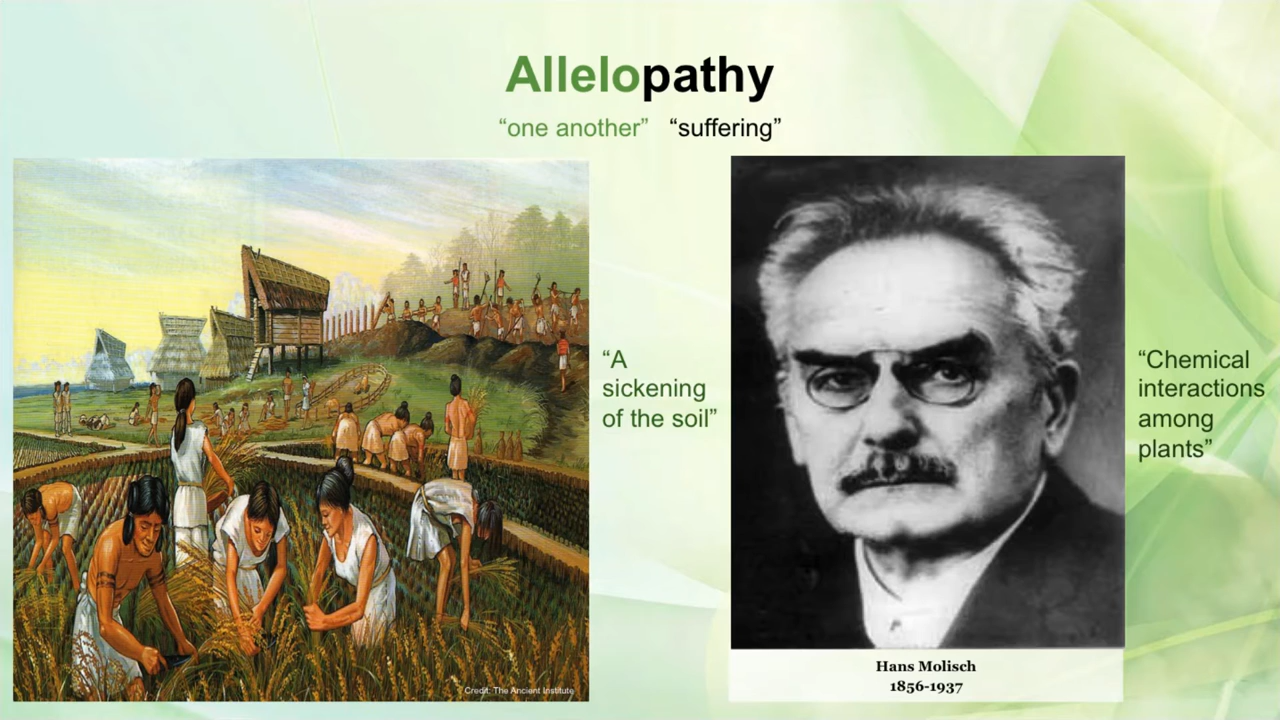 Allelopathy
“one another” “suffering”
“A
sickening
of the soil”
“Chemical
interactions
among
plants”
Credit: The Ancient Institute
Hans Molisch
1856-1937